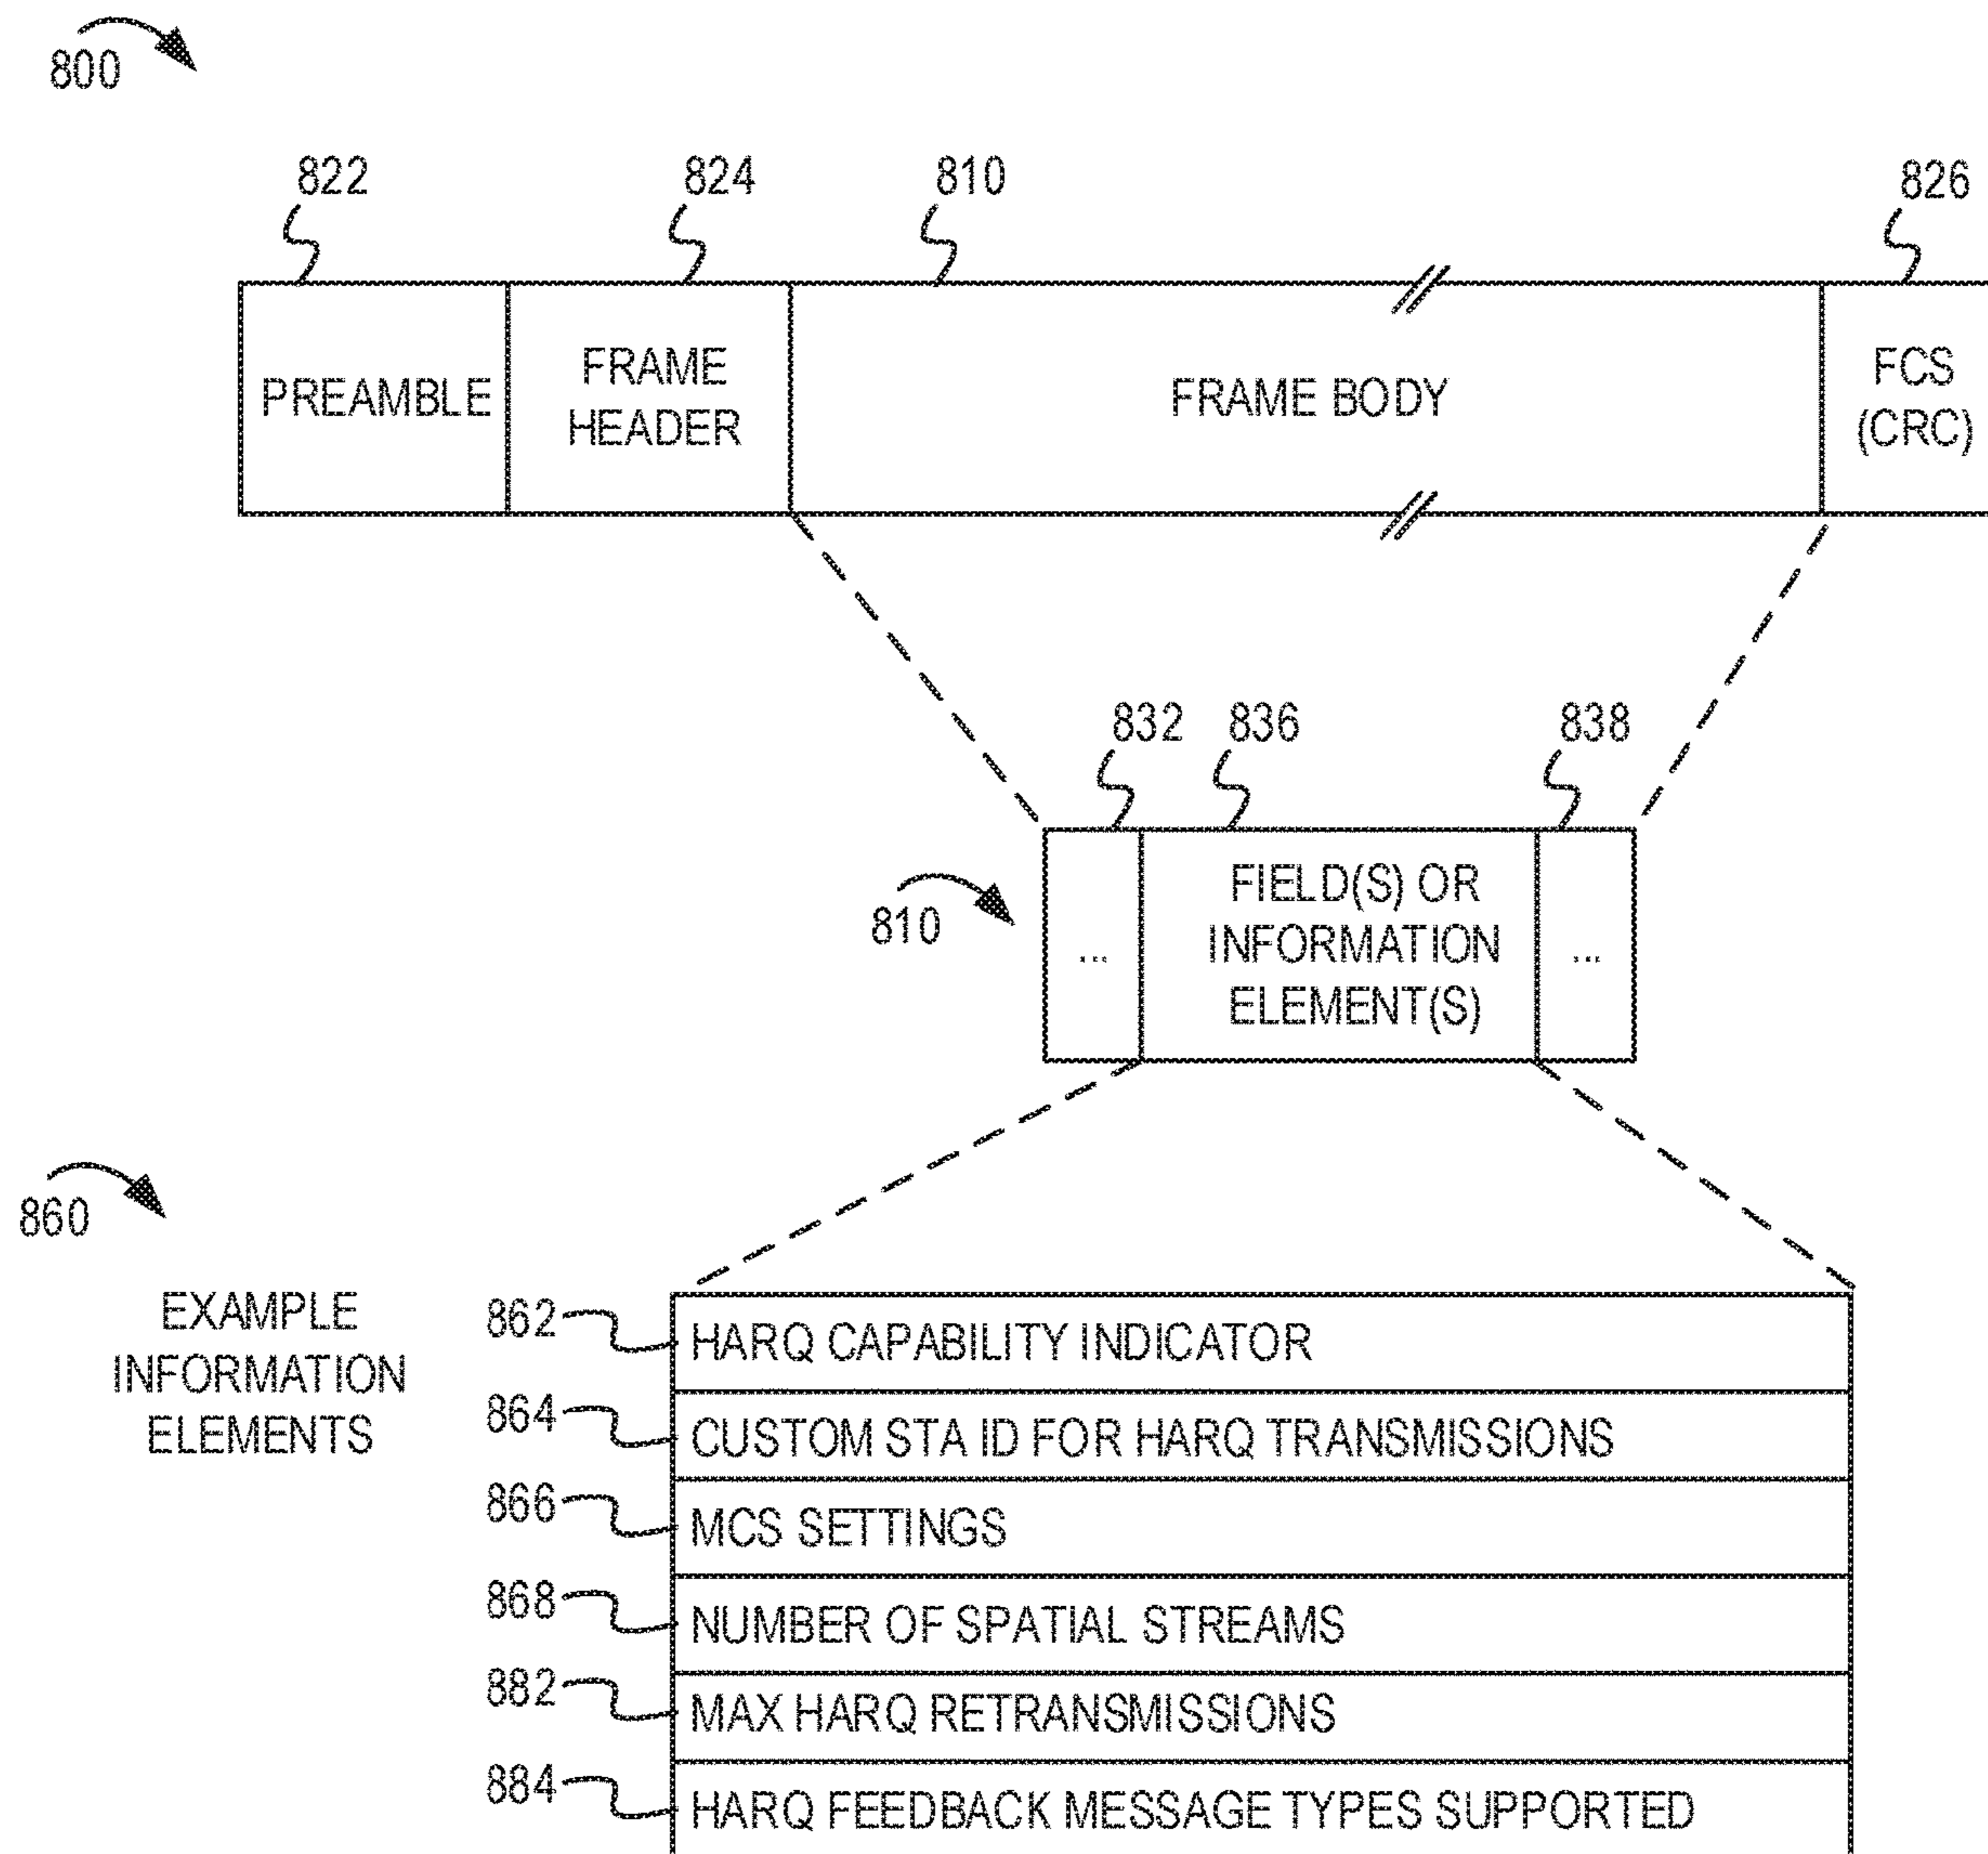 800
822
824
810
826
PREAMBLE
FRAME
HEADER
FRAME BODY
FCS
(CRC)
832
836
838
810
...
FIELD(S) OR
INFORMATION
ELEMENT(S)
...
860
EXAMPLE
INFORMATION
ELEMENTS
862
HARQ CAPABILITY INDICATOR
864
CUSTOM STA ID FOR HARQ TRANSMISSIONS
866
MCS SETTINGS
868
NUMBER OF SPATIAL STREAMS
882
MAX HARQ RETRANSMISSIONS
884
HARQ FEEDBACK MESSAGE TYPES SUPPORTED